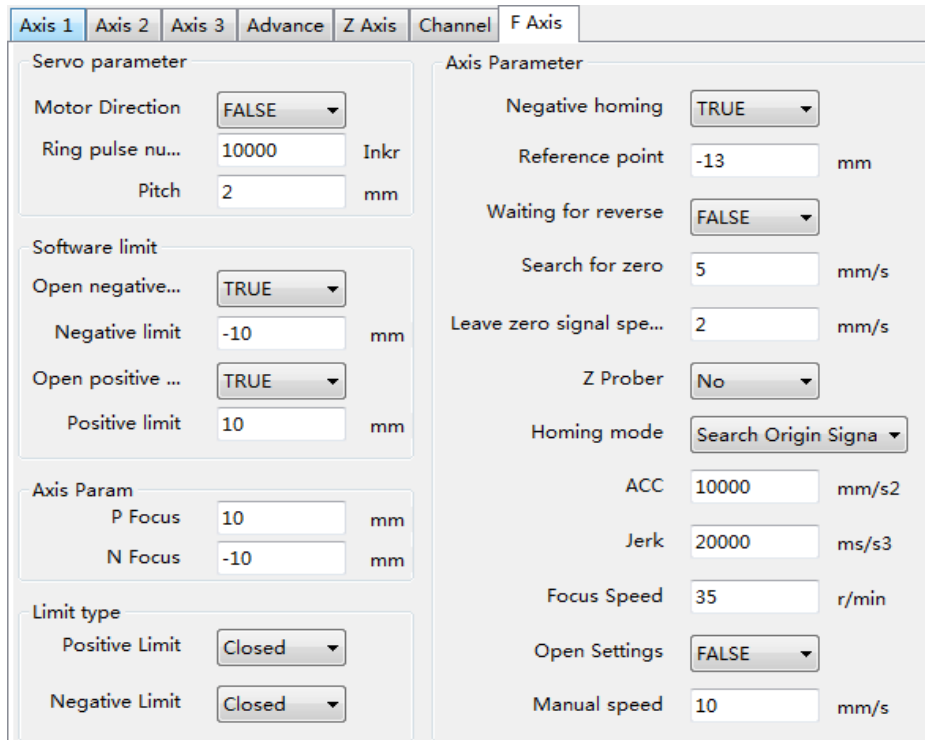 Axis 1 Axis 2 Axis 3 Advance Z Axis Channel F Axis
Servo parameter
Motor Direction FALSE
Ring pulse nu... 10000 Inkr
Pitch 2 mm
Software limit
Open negative... TRUE
Negative limit -10 mm
Open positive ... TRUE
Positive limit 10 mm
Axis Param
P Focus 10 mm
N Focus -10 mm
Limit type
Positive Limit Closed
Negative Limit Closed
Axis Parameter
Negative homing TRUE
Reference point -13 mm
Waiting for reverse FALSE
Search for zero 5 mm/s
Leave zero signal spe... 2 mm/s
Z Prober No
Homing mode Search Origin Signa
ACC 10000 mm/s2
Jerk 20000 ms/s3
Focus Speed 35 r/min
Open Settings FALSE
Manual speed 10 mm/s